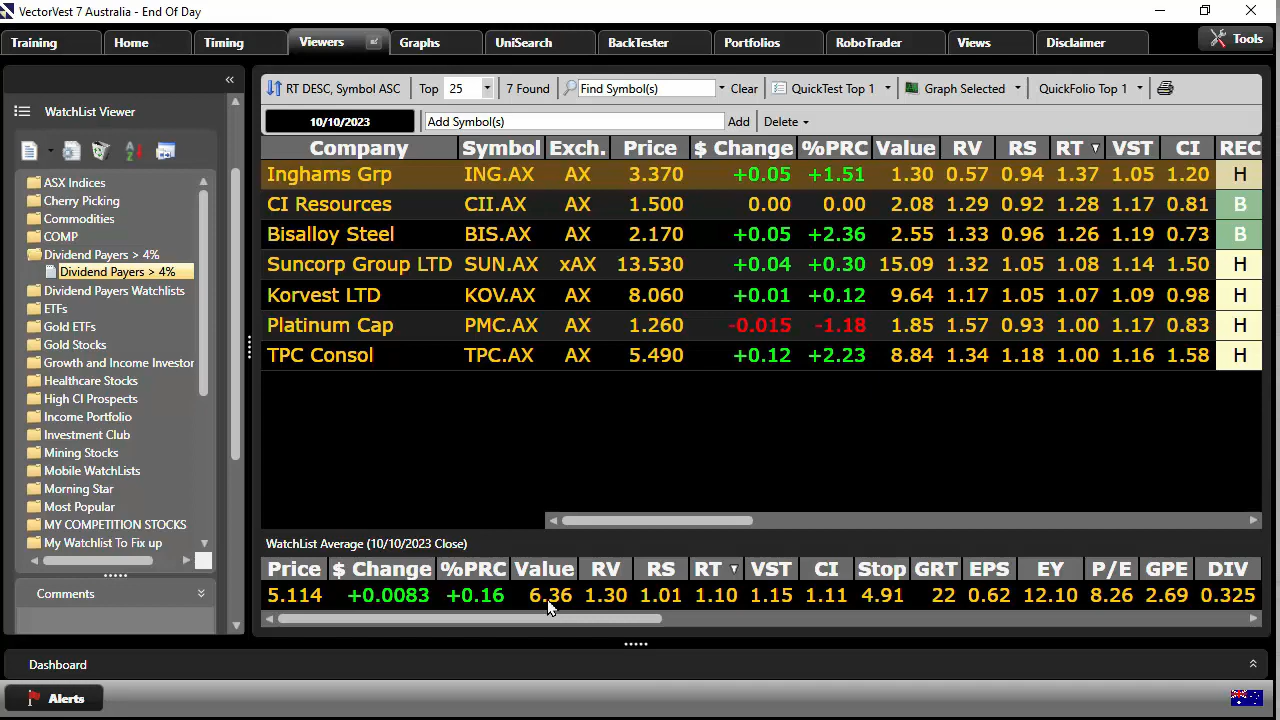 VectorVest 7 Australia - End Of Day
Training Home Timing Viewers Graphs UniSearch BackTester Portfolios RoboTrader Views Disclaimer Tools
RT DESC, Symbol ASC Top 25 7 Found Find Symbol(s) Clear QuickTest Top 1 Graph Selected QuickFolio Top 1
WatchList Viewer
10/10/2023 Add Symbol(s) Add Delete
Company Symbol Exch. Price $ Change %PRC Value RV RS RT VST CI REC
Inghams Grp ING.AX AX 3.370 +0.05 +1.51 1.30 0.57 0.94 1.37 1.05 1.20 H
CI Resources CII.AX AX 1.500 0.00 0.00 2.08 1.29 0.92 1.28 1.17 0.81 B
Bisalloy Steel BIS.AX AX 2.170 +0.05 +2.36 2.55 1.33 0.96 1.26 1.19 0.73 B
Suncorp Group LTD SUN.AX xAX 13.530 +0.04 +0.30 15.09 1.32 1.05 1.08 1.14 1.50 H
Korvest LTD KOV.AX AX 8.060 +0.01 +0.12 9.64 1.17 1.05 1.07 1.09 0.98 H
Platinum Cap PMC.AX AX 1.260 -0.015 -1.18 1.85 1.57 0.93 1.00 1.17 0.83 H
TPC Consol TPC.AX AX 5.490 +0.12 +2.23 8.84 1.34 1.18 1.00 1.16 1.58 H
ASX Indices
Cherry Picking
Commodities
COMP
Dividend Payers > 4%
Dividend Payers > 4%
Dividend Payers Watchlists
ETFs
Gold ETFs
Gold Stocks
Growth and Income Investor
Healthcare Stocks
High CI Prospects
Income Portfolio
Investment Club
Mining Stocks
Mobile WatchLists
Morning Star
Most Popular
MY COMPETITION STOCKS
My Watchlist To Fix up
Comments
WatchList Average (10/10/2023 Close)
Price $ Change %PRC Value RV RS RT VST CI Stop GRT EPS EY P/E GPE DIV
5.114 +0.0083 +0.16 6.36 1.30 1.01 1.10 1.15 1.11 4.91 22 0.62 12.10 8.26 2.69 0.325
Dashboard
Alerts